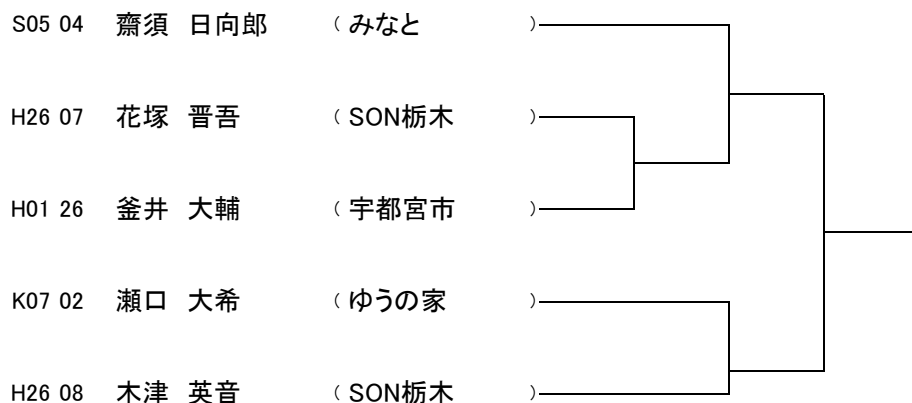 S05 04 齋須 日向郎 （ みなと ）
H26 07 花塚 晋吾 （ SON栃木 ）
H01 26 釜井 大輔 （ 宇都宮市 ）
K07 02 瀬口 大希 （ ゆうの家 ）
H26 08 木津 英音 （ SON栃木 ）